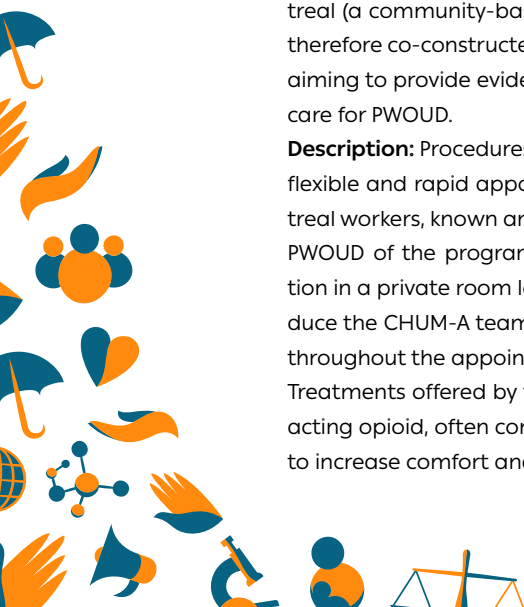 treal (a community-ba
therefore co-constructe
aiming to provide evide
care for PWOUD.
Description: Procedures
flexible and rapid appo
treal workers, known ar
PWOUD of the program
tion in a private room l
duce the CHUM-A team
throughout the appoin
Treatments offered by
acting opioid, often cor
to increase comfort and